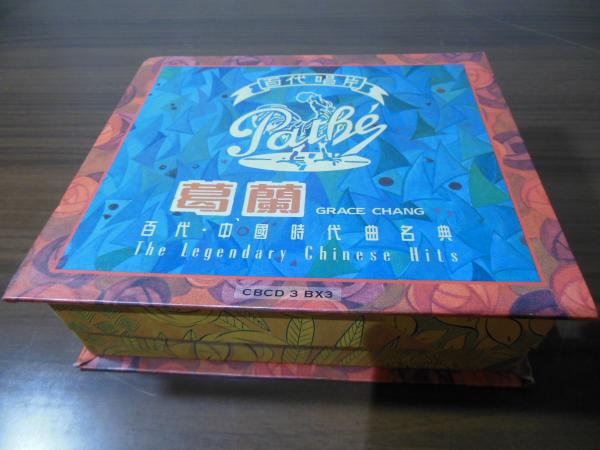 百代唱片
Pathé
葛蘭 GRACE CHANG
百代·中國時代曲名典
The Legendary Chinese Hits
CBCD 3 BX3